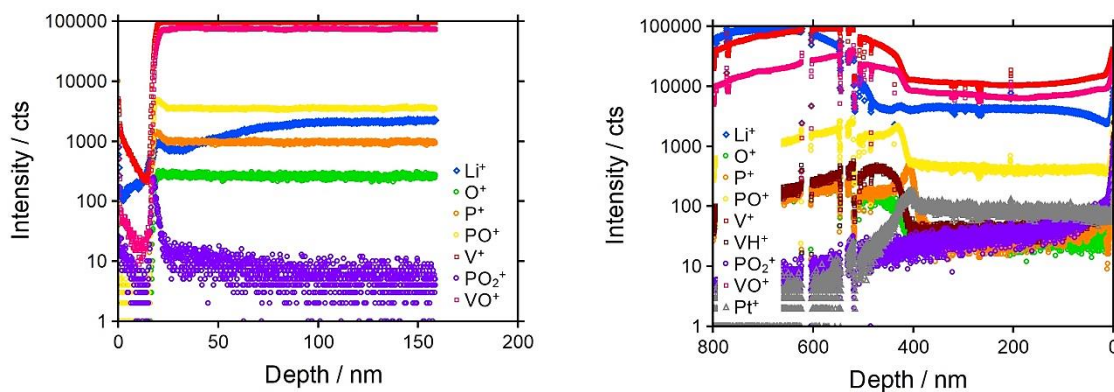 100000
10000
1000
100
10
1
Intensity / cts
0
50
100
150
200
Depth / nm
Li⁺
O⁺
P⁺
PO⁺
V⁺
PO₂⁺
VO⁺
100000
10000
1000
100
10
1
Intensity / cts
800
600
400
200
0
Depth / nm
Li⁺
O⁺
P⁺
PO⁺
V⁺
VH⁺
PO₂⁺
VO⁺
Pt⁺